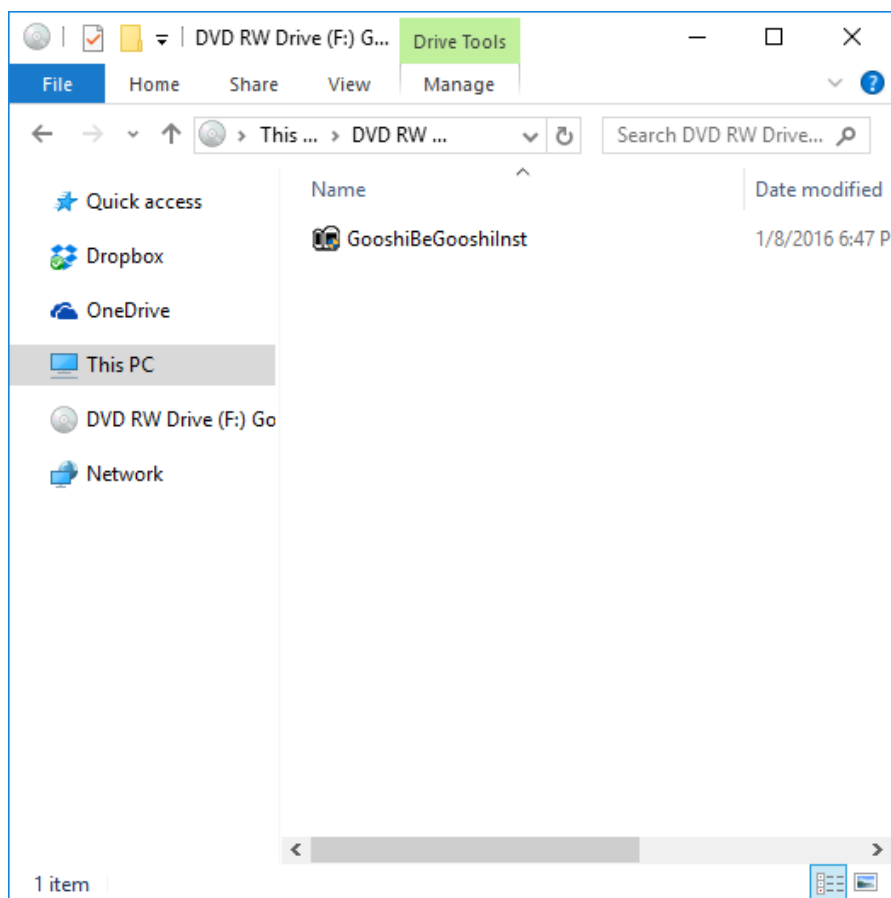 DVD RW Drive (F:) G... Drive Tools
File Home Share View Manage
This ... DVD RW ... Search DVD RW Drive...
Name Date modified
Quick access
GooshiBeGooshiInst 1/8/2016 6:47 P
Dropbox
OneDrive
This PC
DVD RW Drive (F:) Go
Network
1 item